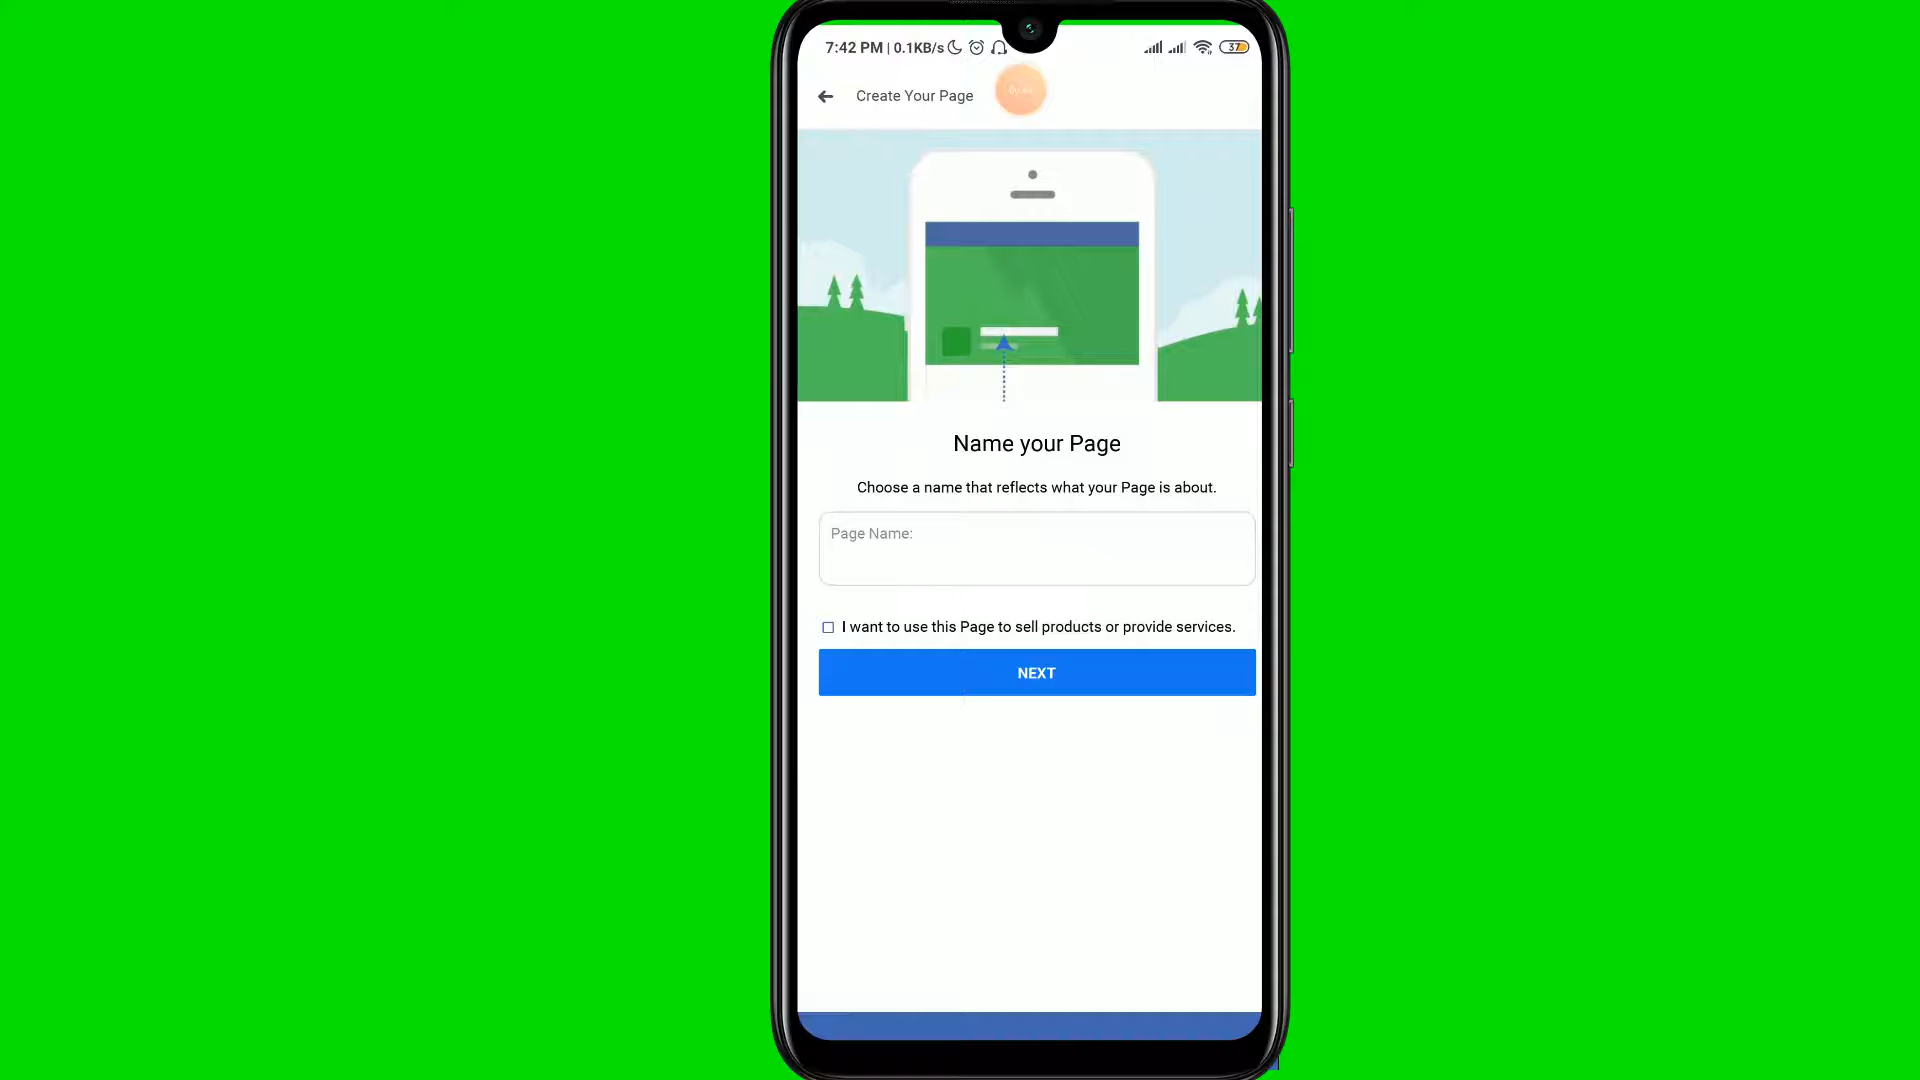 7:42 PM | 0.1KB/s
37
Create Your Page
Name your Page
Choose a name that reflects what your Page is about.
Page Name:
I want to use this Page to sell products or provide services.
NEXT